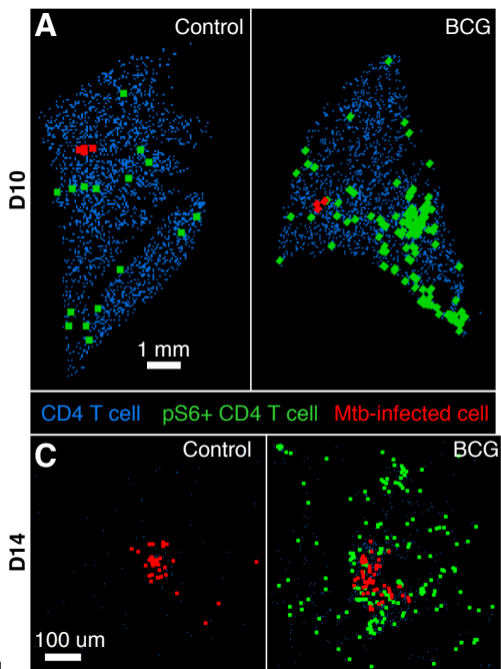 A
Control
BCG
D10
1 mm
CD4 T cell pS6+ CD4 T cell Mtb-infected cell
C
Control
BCG
D14
100 um